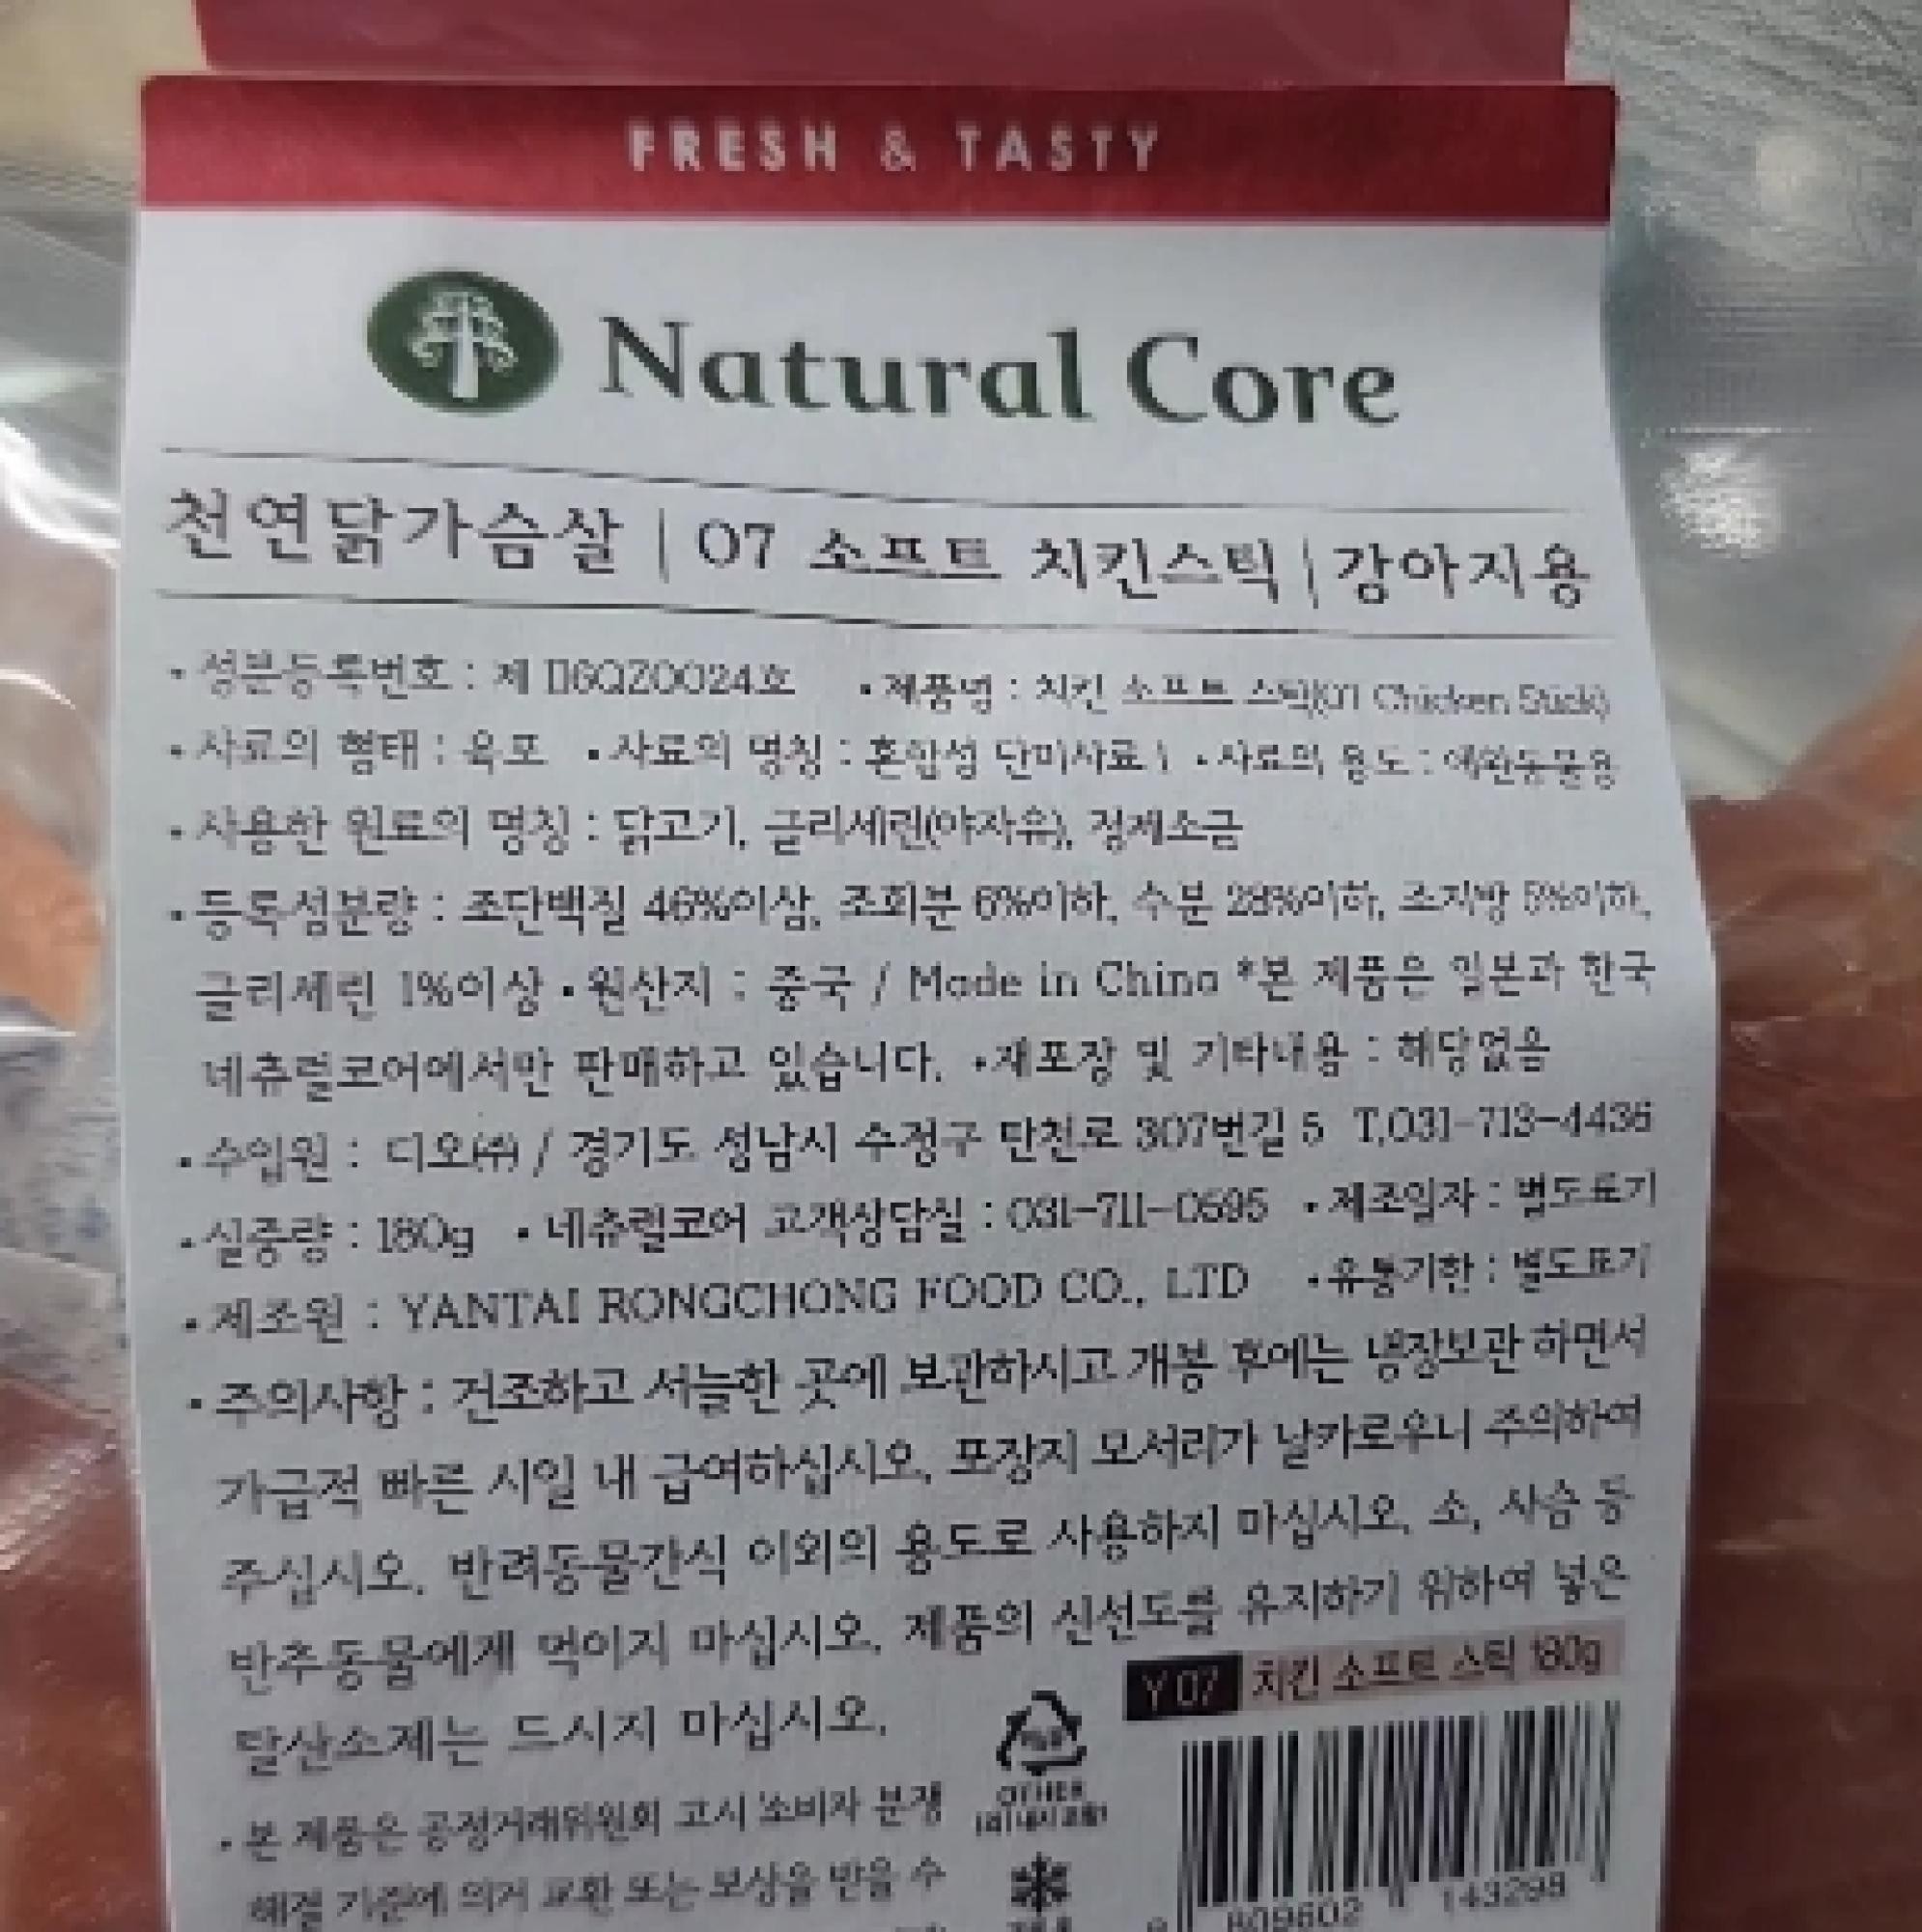 FRESH & TASTY
Natural Core
천연닭가슴살 | 07 소프트 치킨스틱 | 강아지용
• 성분등록번호 : 제 II6QZ0024호 • 제품명 : 치킨 소프트 스틱(07 Chicken Stick)
• 사료의 형태 : 육포 • 사료의 명칭 : 혼합성 단미사료 • 사료의 용도 : 애완동물용
• 사용한 원료의 명칭 : 닭고기, 글리세린(야자유), 정제소금
• 등록성분량 : 조단백질 46%이상, 조회분 6%이하, 수분 28%이하, 조지방 5%이하,
글리세린 1%이상 • 원산지 : 중국 / Made in China *본 제품은 일본과 한국
네츄럴코어에서만 판매하고 있습니다. •재포장 및 기타내용 : 해당없음
• 수입원 : 디오㈜ / 경기도 성남시 수정구 탄천로 307번길 5 T.031-713-4436
• 실중량 : 180g • 네츄럴코어 고객상담실 : 031-711-0695 • 제조일자 : 별도표기
• 제조원 : YANTAI RONGCHONG FOOD CO., LTD • 유통기한 : 별도표기
• 주의사항 : 건조하고 서늘한 곳에 보관하시고 개봉 후에는 냉장보관 하면서
가급적 빠른 시일 내 급여하십시오. 포장지 모서리가 날카로우니 주의하여
주십시오. 반려동물간식 이외의 용도로 사용하지 마십시오. 소, 사슴 등
반추동물에게 먹이지 마십시오. 제품의 신선도를 유지하기 위하여 넣은
탈산소제는 드시지 마십시오.
Y 07 치킨 소프트 스틱 180g
• 본 제품은 공정거래위원회 고시 소비자 분쟁
해결 기준에 의거 교환 또는 보상을 받을 수
OTHER
8 809602 143298